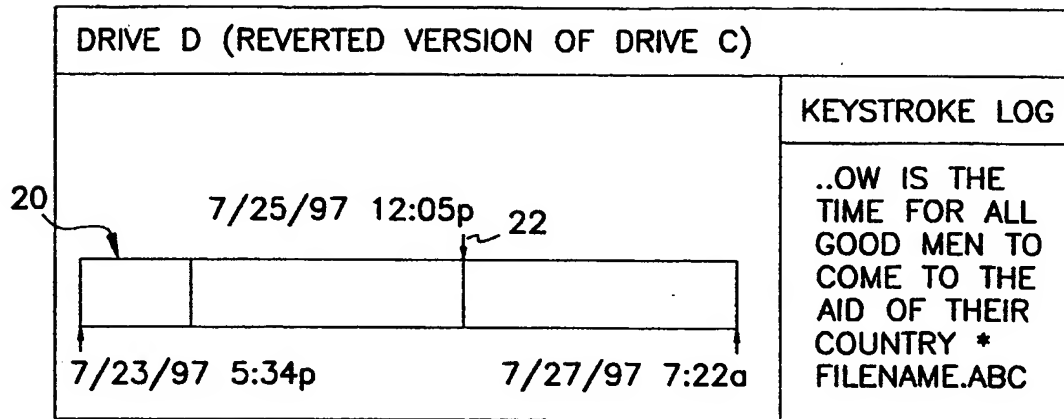 DRIVE D (REVERTED VERSION OF DRIVE C)
20
7/25/97 12:05p
22
7/23/97 5:34p
7/27/97 7:22a
KEYSTROKE LOG
..OW IS THE
TIME FOR ALL
GOOD MEN TO
COME TO THE
AID OF THEIR
COUNTRY *
FILENAME.ABC